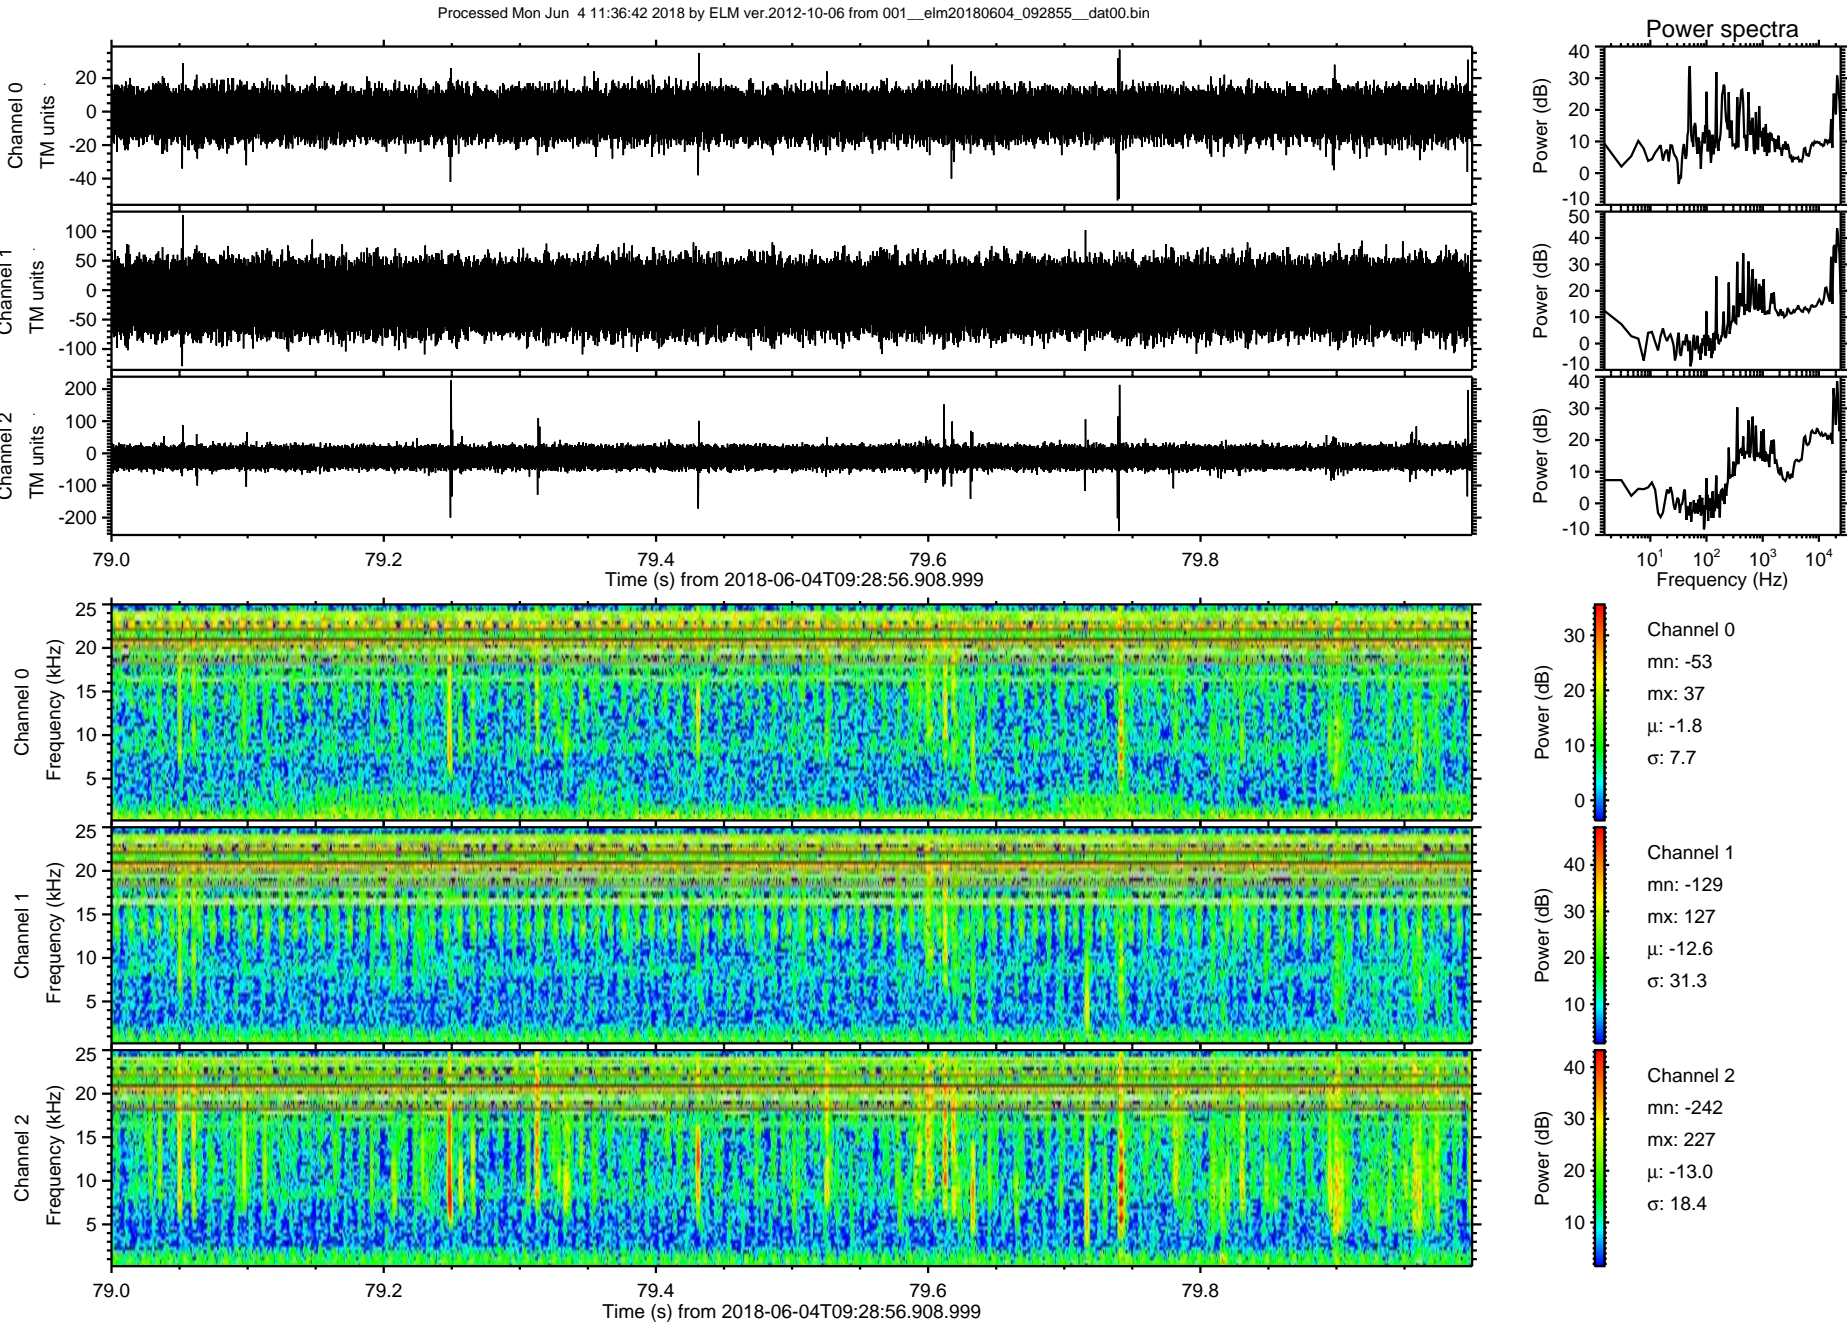 Processed Mon Jun  4 11:36:42 2018 by ELM ver.2012-10-06 from 001__elm20180604_092855__dat00.bin
Power spectra
Channel 0
TM units
20
0
-20
-40
Power (dB)
40
30
20
10
0
-10
Channel 1
TM units
100
50
0
-50
-100
Power (dB)
50
40
30
20
10
0
-10
Channel 2
TM units
200
100
0
-100
-200
Power (dB)
40
30
20
10
0
-10
79.0 79.2 79.4 79.6 79.8
Time (s) from 2018-06-04T09:28:56.908.999
10^1 10^2 10^3 10^4
Frequency (Hz)
Channel 0
Frequency (kHz)
25
20
15
10
5
Power (dB)
30
20
10
0
Channel 0
mn: -53
mx: 37
μ: -1.8
σ: 7.7
Channel 1
Frequency (kHz)
25
20
15
10
5
Power (dB)
40
30
20
10
Channel 1
mn: -129
mx: 127
μ: -12.6
σ: 31.3
Channel 2
Frequency (kHz)
25
20
15
10
5
Power (dB)
40
30
20
10
Channel 2
mn: -242
mx: 227
μ: -13.0
σ: 18.4
79.0 79.2 79.4 79.6 79.8
Time (s) from 2018-06-04T09:28:56.908.999